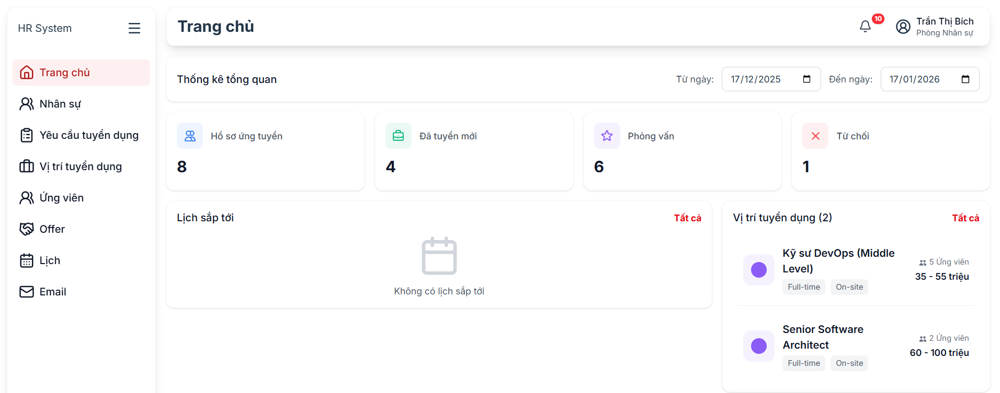 HR System
Trang chủ
Nhân sự
Yêu cầu tuyển dụng
Vị trí tuyển dụng
Ứng viên
Offer
Lịch
Email
Trang chủ
10
Trần Thị Bích
Phòng Nhân sự
Thống kê tổng quan
Từ ngày:
17/12/2025
Đến ngày:
17/01/2026
Hồ sơ ứng tuyển
8
Đã tuyển mới
4
Phỏng vấn
6
Từ chối
1
Lịch sắp tới
Tất cả
Không có lịch sắp tới
Vị trí tuyển dụng (2)
Tất cả
Kỹ sư DevOps (Middle
Level)
Full-time
On-site
5 Ứng viên
35 - 55 triệu
Senior Software
Architect
Full-time
On-site
2 Ứng viên
60 - 100 triệu